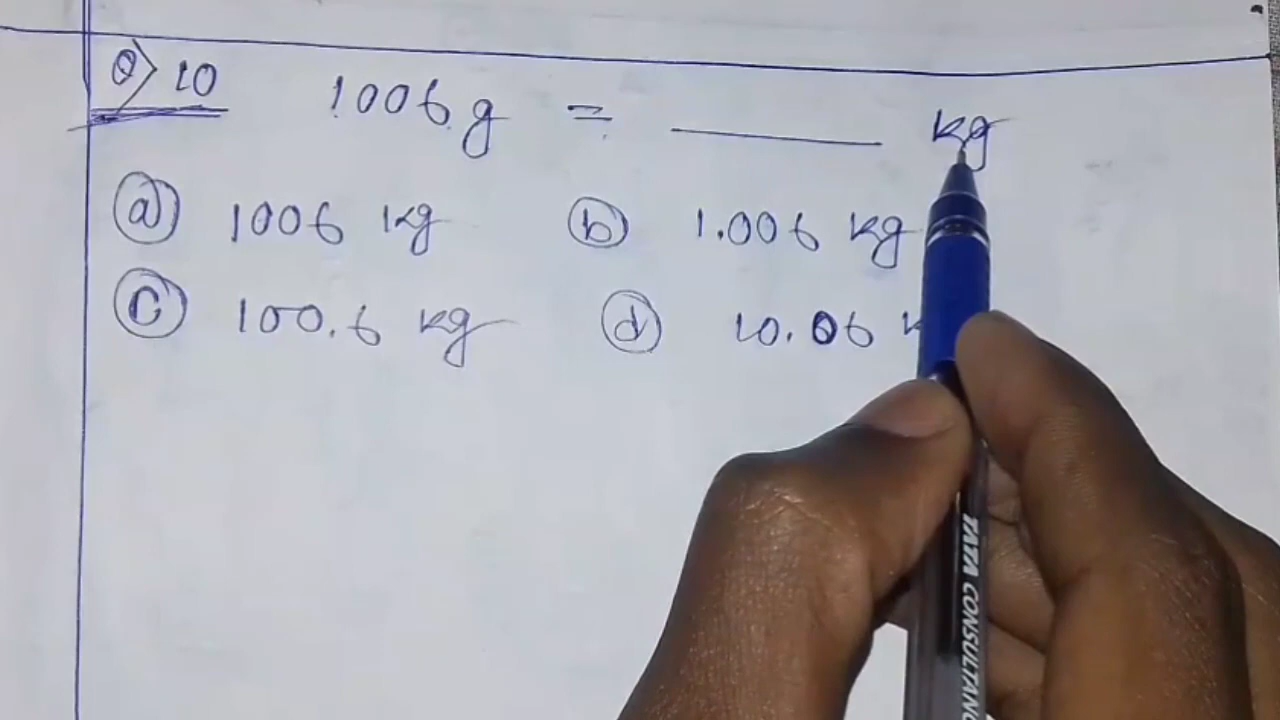 Q> 10 1006 g = ______ kg
(a) 1006 kg (b) 1.006 kg
(c) 100.6 kg (d) 10.06
TATA CONSULTANC